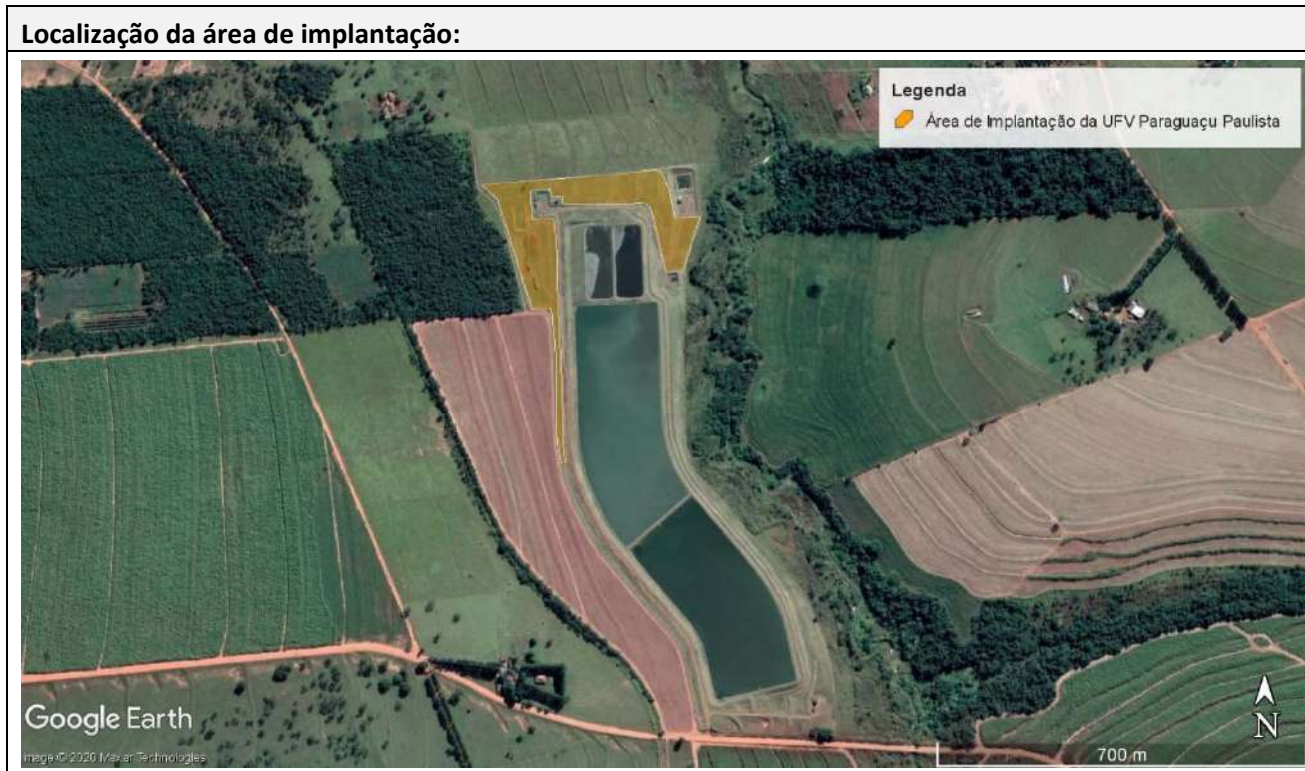 Localização da área de implantação:
Legenda
Área de Implantação da UFV Paraguaçu Paulista
Google Earth
Image © 2020 Maxar Technologies
N
700 m